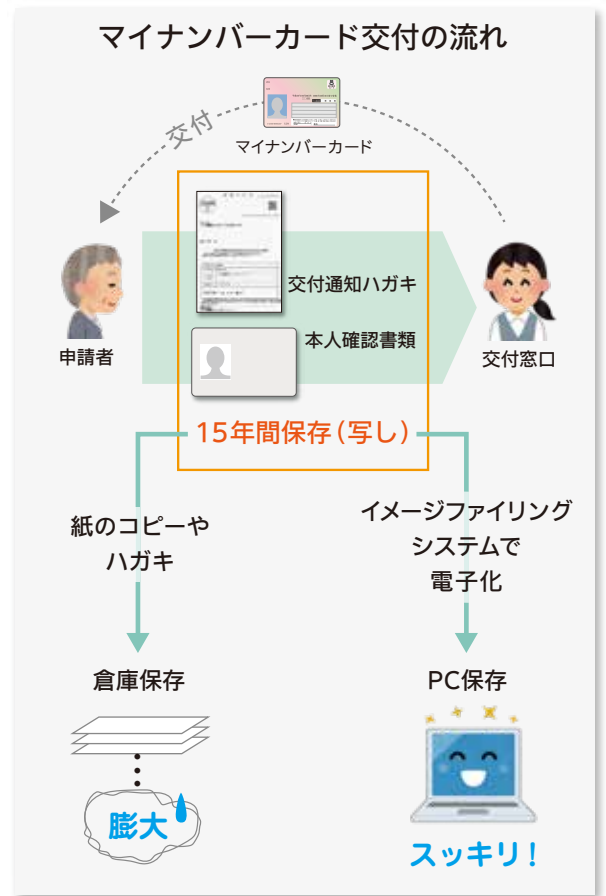 マイナンバーカード交付の流れ
交付
マイナンバーカード
交付通知ハガキ
本人確認書類
申請者
交付窓口
15年間保存(写し)
紙のコピーや
ハガキ
イメージファイリング
システムで
電子化
倉庫保存
PC保存
膨大
スッキリ!